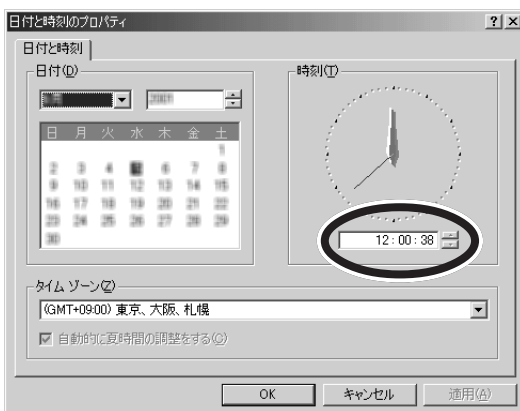 日付と時刻のプロパティ
日付と時刻
日付(D)
時刻(T)
日 月 火 水 木 金 土
1
2 3 4 6 7 8
9 10 11 12 13 14 15
16 17 18 19 20 21 22
23 24 25 26 27 28 29
30
12:00:38
タイム ゾーン(Z)
(GMT+09:00) 東京、大阪、札幌
自動的に夏時間の調整をする(C)
OK キャンセル 適用(A)